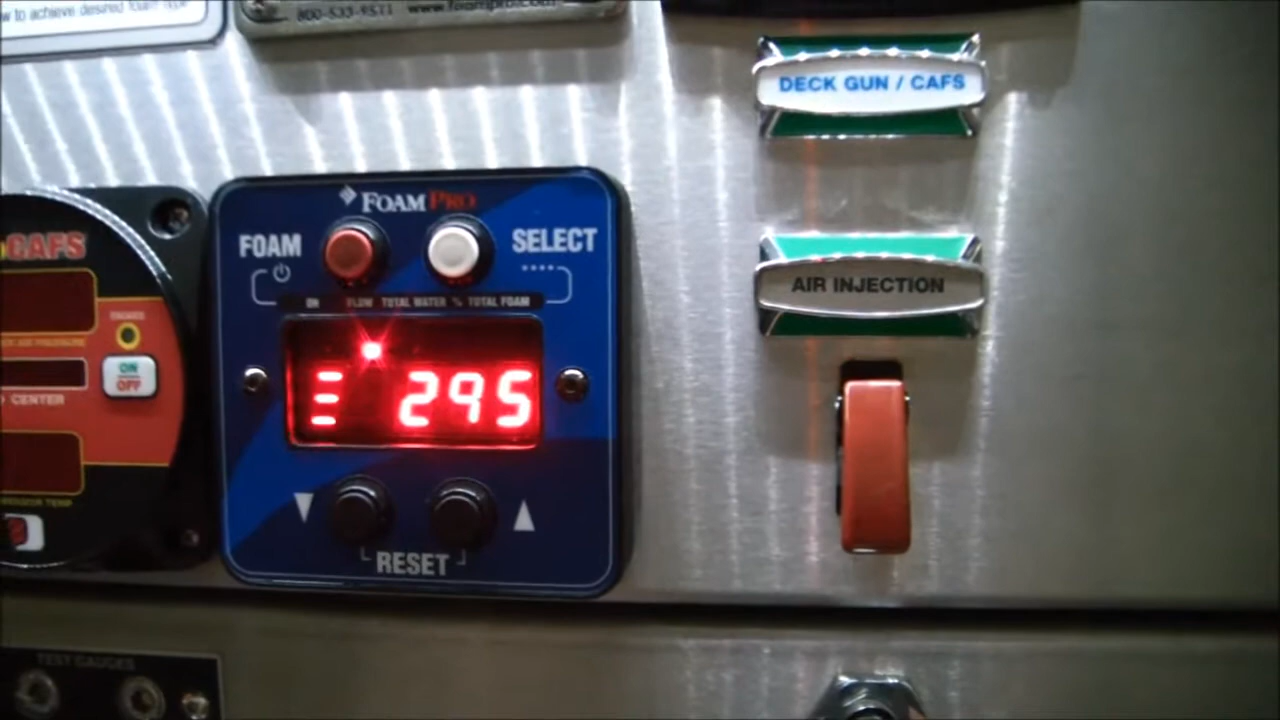 w to achieve desired foam type
800-533-9511 www.foampro.com
DECK GUN / CAFS
FOAMPRO
CAFS
FOAM
SELECT
ON FLOW TOTAL WATER % TOTAL FOAM
AIR INJECTION
ON
OFF
CENTER
295
RESET
TEST GAUGES